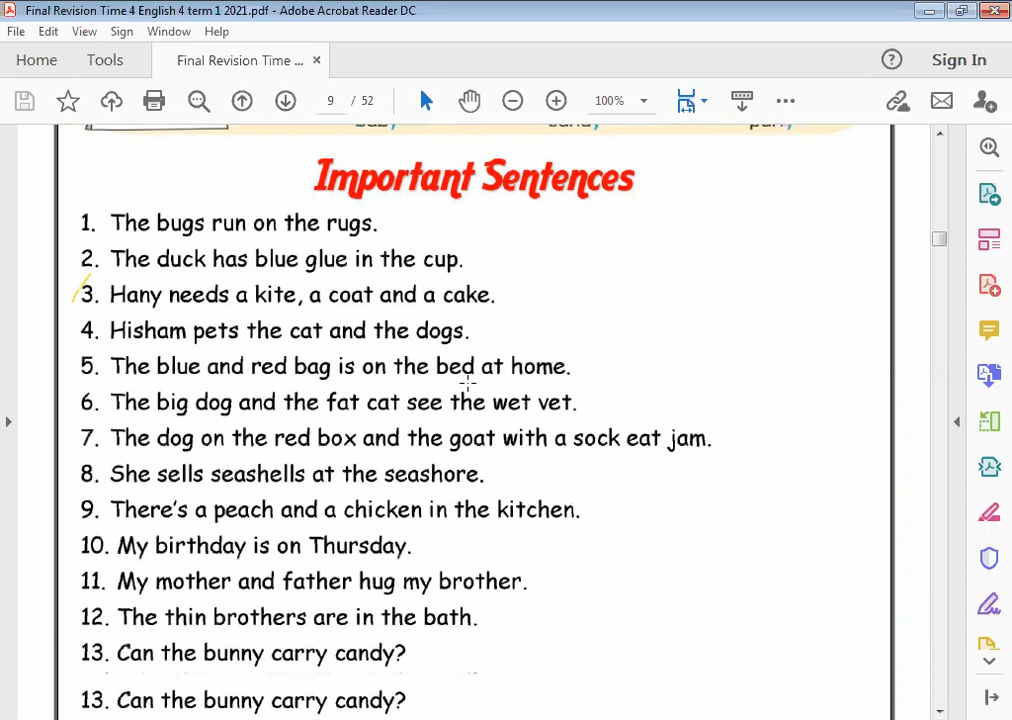 Final Revision Time 4 English 4 term 1 2021.pdf - Adobe Acrobat Reader DC
File Edit View Sign Window Help
Home Tools Final Revision Time ... × Sign In
9 / 52 100%
Important Sentences
1. The bugs run on the rugs.
2. The duck has blue glue in the cup.
3. Hany needs a kite, a coat and a cake.
4. Hisham pets the cat and the dogs.
5. The blue and red bag is on the bed at home.
6. The big dog and the fat cat see the wet vet.
7. The dog on the red box and the goat with a sock eat jam.
8. She sells seashells at the seashore.
9. There's a peach and a chicken in the kitchen.
10. My birthday is on Thursday.
11. My mother and father hug my brother.
12. The thin brothers are in the bath.
13. Can the bunny carry candy?
13. Can the bunny carry candy?